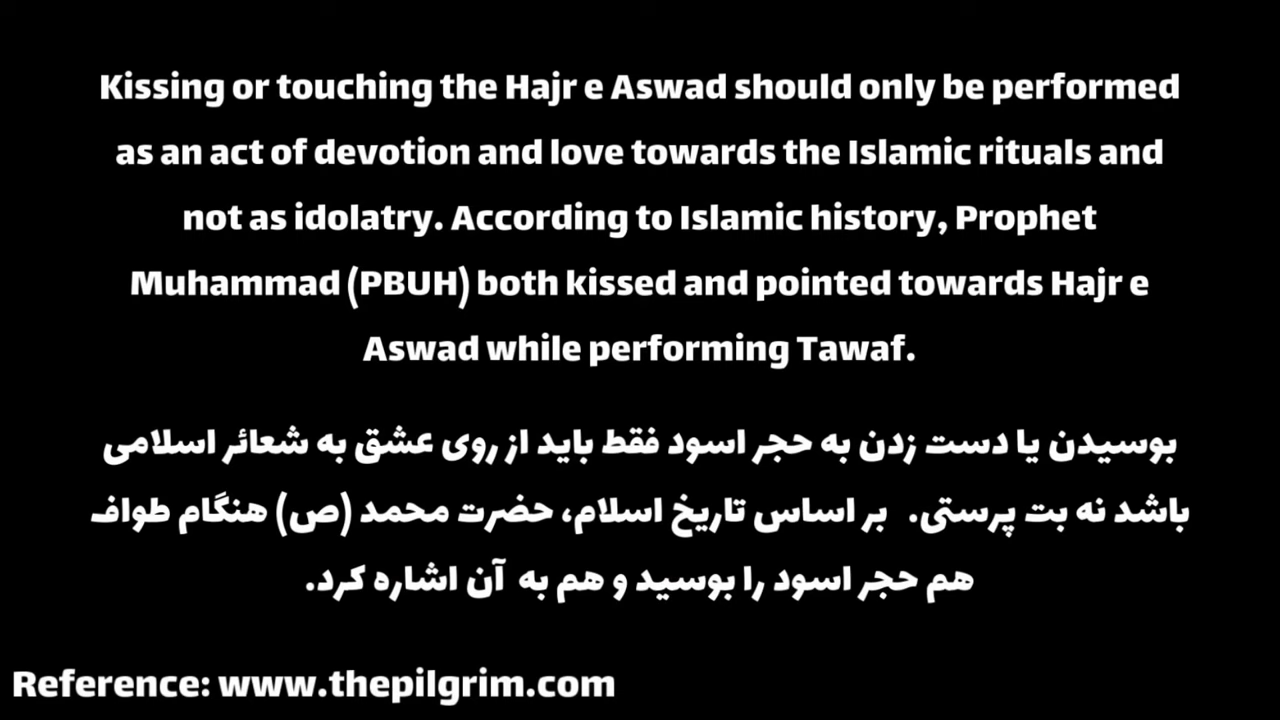 Kissing or touching the Hajr e Aswad should only be performed
as an act of devotion and love towards the Islamic rituals and
not as idolatry. According to Islamic history, Prophet
Muhammad (PBUH) both kissed and pointed towards Hajr e
Aswad while performing Tawaf.
بوسیدن یا دست زدن به حجر اسود فقط باید از روی عشق به شعائر اسلامی
باشد نه بت پرستی. بر اساس تاریخ اسلام، حضرت محمد (ص) هنگام طواف
هم حجر اسود را بوسید و هم به آن اشاره کرد.
Reference: www.thepilgrim.com